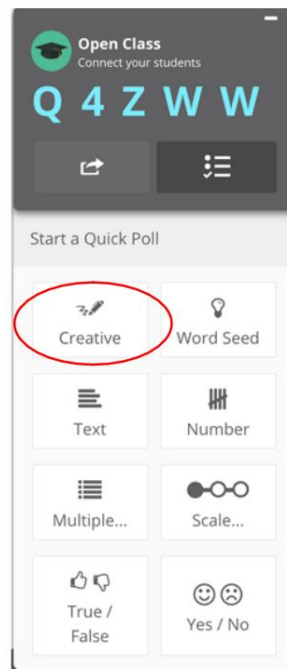 Open Class
Connect your students
Q 4 Z W W
Start a Quick Poll
Creative
Word Seed
Text
Number
Multiple...
Scale...
True /
False
Yes / No